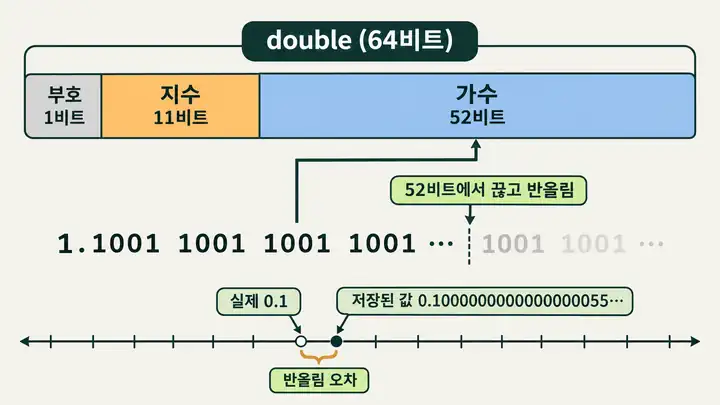 double (64비트)
부호
1비트
지수
11비트
가수
52비트
52비트에서 끊고 반올림
1.1001 1001 1001 1001 ··· 1001 1001 ···
실제 0.1
저장된 값 0.1000000000000000055···
반올림 오차